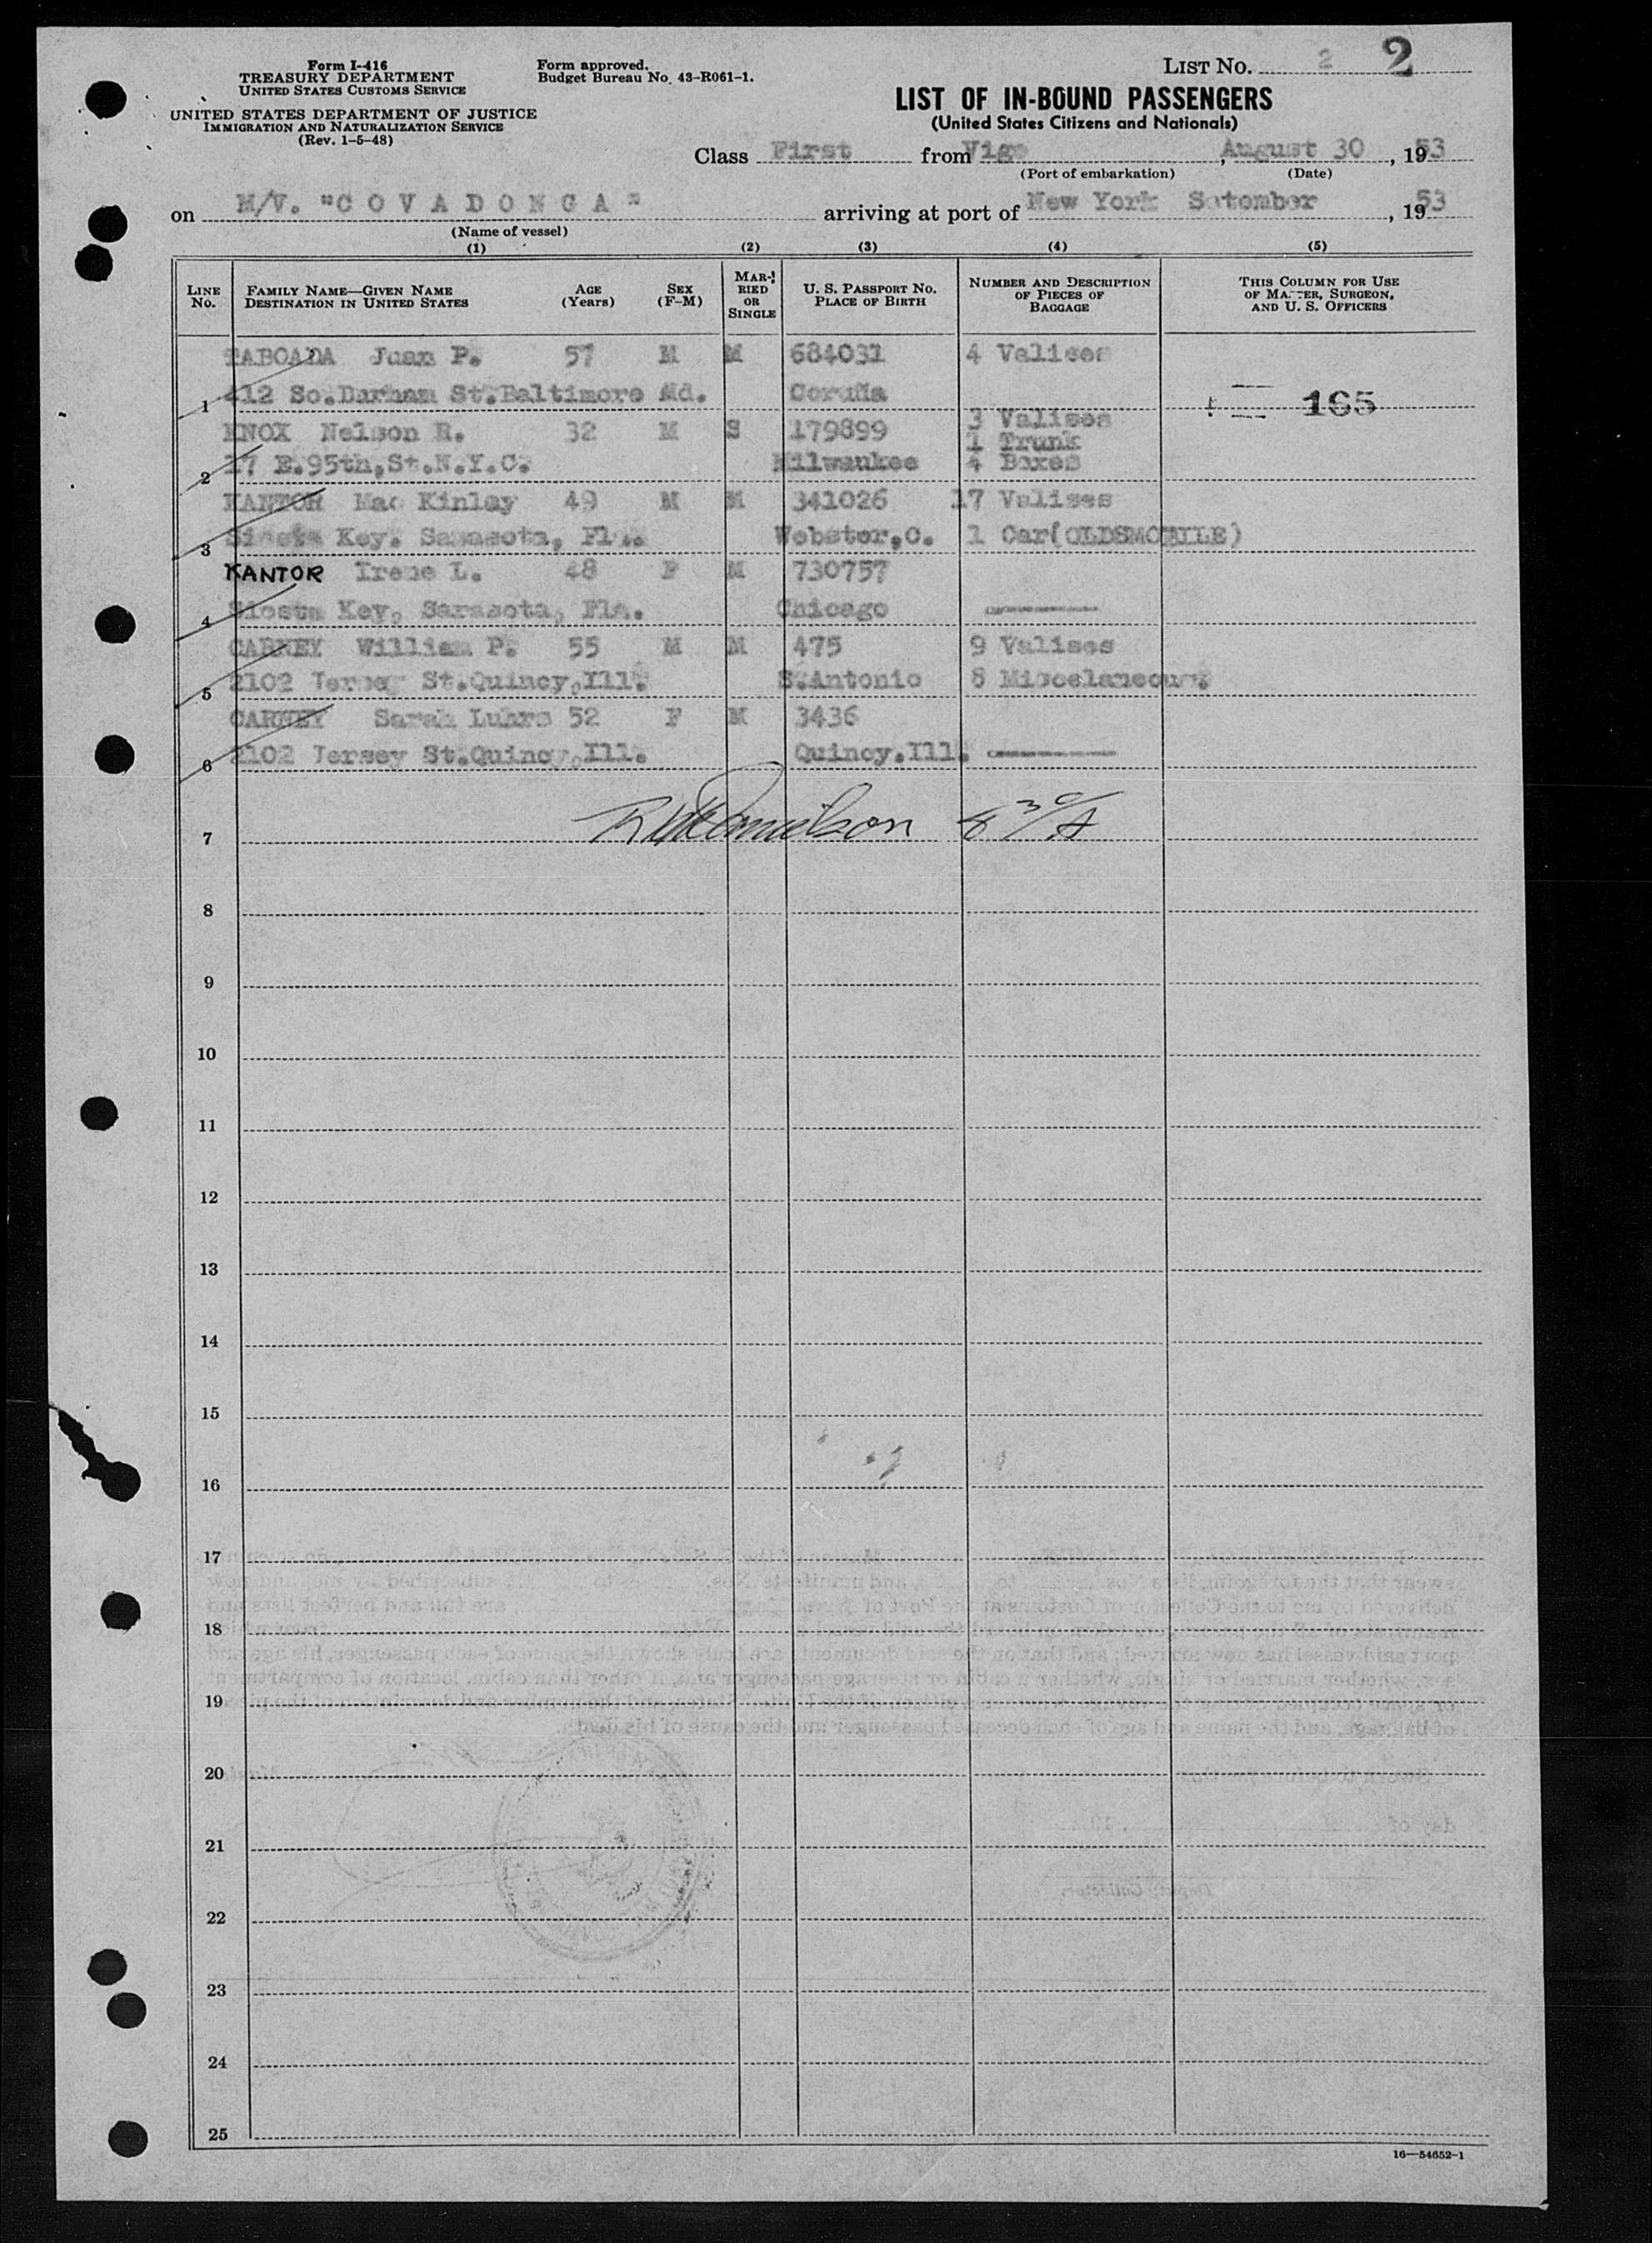 Form I-416
TREASURY DEPARTMENT
UNITED STATES CUSTOMS SERVICE
UNITED STATES DEPARTMENT OF JUSTICE
IMMIGRATION AND NATURALIZATION SERVICE
(Rev. 1-5-48)
Form approved.
Budget Bureau No. 43-R061-1.
LIST No. 2 2
LIST OF IN-BOUND PASSENGERS
(United States Citizens and Nationals)
Class First from Vigo, August 30, 1953
(Port of embarkation) (Date)
on M/V. "C O V A D O N G A" arriving at port of New York Setember, 1953
(Name of vessel)
(1) (2) (3) (4) (5)
LINE No. FAMILY NAME—GIVEN NAME DESTINATION IN UNITED STATES AGE (Years) SEX (F-M) MARRIED OR SINGLE U. S. PASSPORT No. PLACE OF BIRTH NUMBER AND DESCRIPTION OF PIECES OF BAGGAGE THIS COLUMN FOR USE OF MASTER, SURGEON, AND U. S. OFFICERS
TABOADA Juan P. 57 M M 684031 4 Valises
1 412 So.Durham St.Baltimore Md. Coruña 165
KNOX Nelson R. 32 M S 179899 3 Valises
1 Trunk
2 17 E.95th,St.N.Y.C. Milwaukee 4 Boxes
KANTOR Mac Kinlay 49 M M 341026 17 Valises
3 Siesta Key. Sarasota, Fla. Webster,C. 1 Car(OLDSMOBILE)
KANTOR Irene L. 48 F M 730757
4 Siesta Key, Sarasota, Fla. Chicago
CARNEY William P. 55 M M 475 9 Valises
5 2102 Jersey St.Quincy,Ill. S.Antonio 8 Miscelaneous.
CARNEY Sarah Luhrs 52 F M 3436
6 2102 Jersey St.Quincy,Ill. Quincy.Ill.
7
8
9
10
11
12
13
14
15
16
17
18
19
20
21
22
23
24
25
16—54652-1